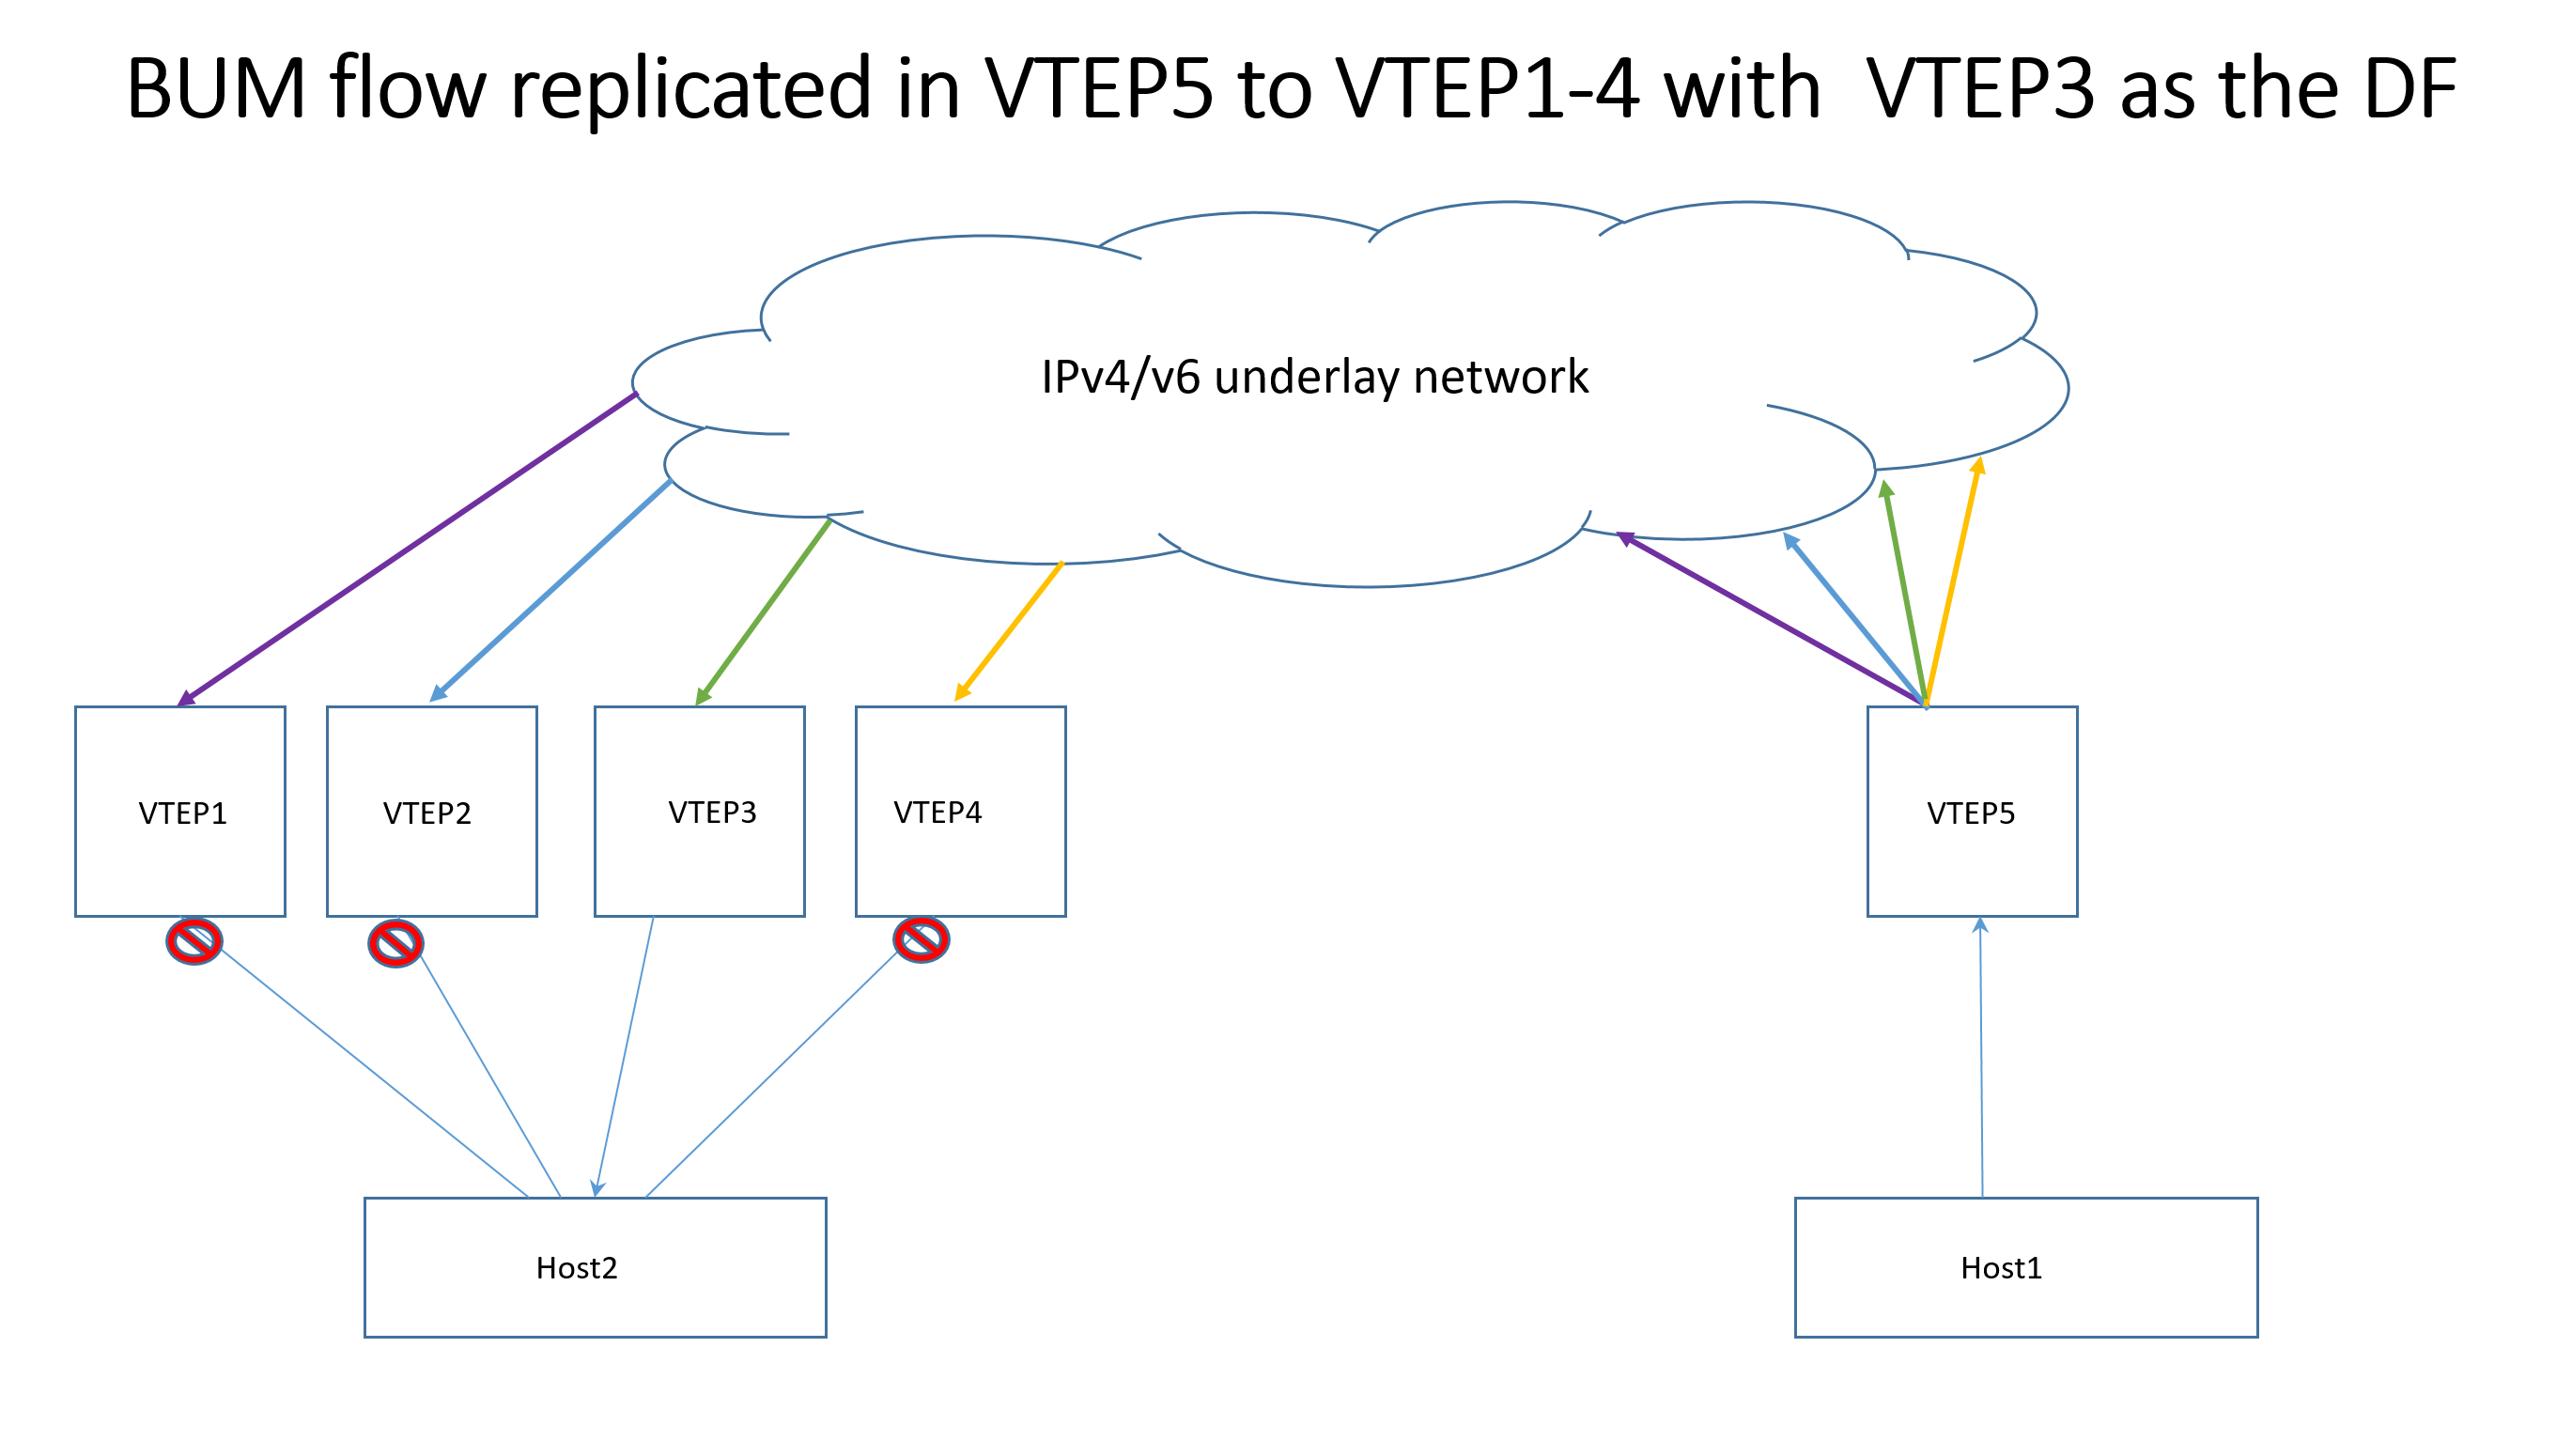 BUM flow replicated in VTEP5 to VTEP1-4 with  VTEP3 as the DF
IPv4/v6 underlay network
VTEP1
VTEP2
VTEP3
VTEP4
VTEP5
Host2
Host1